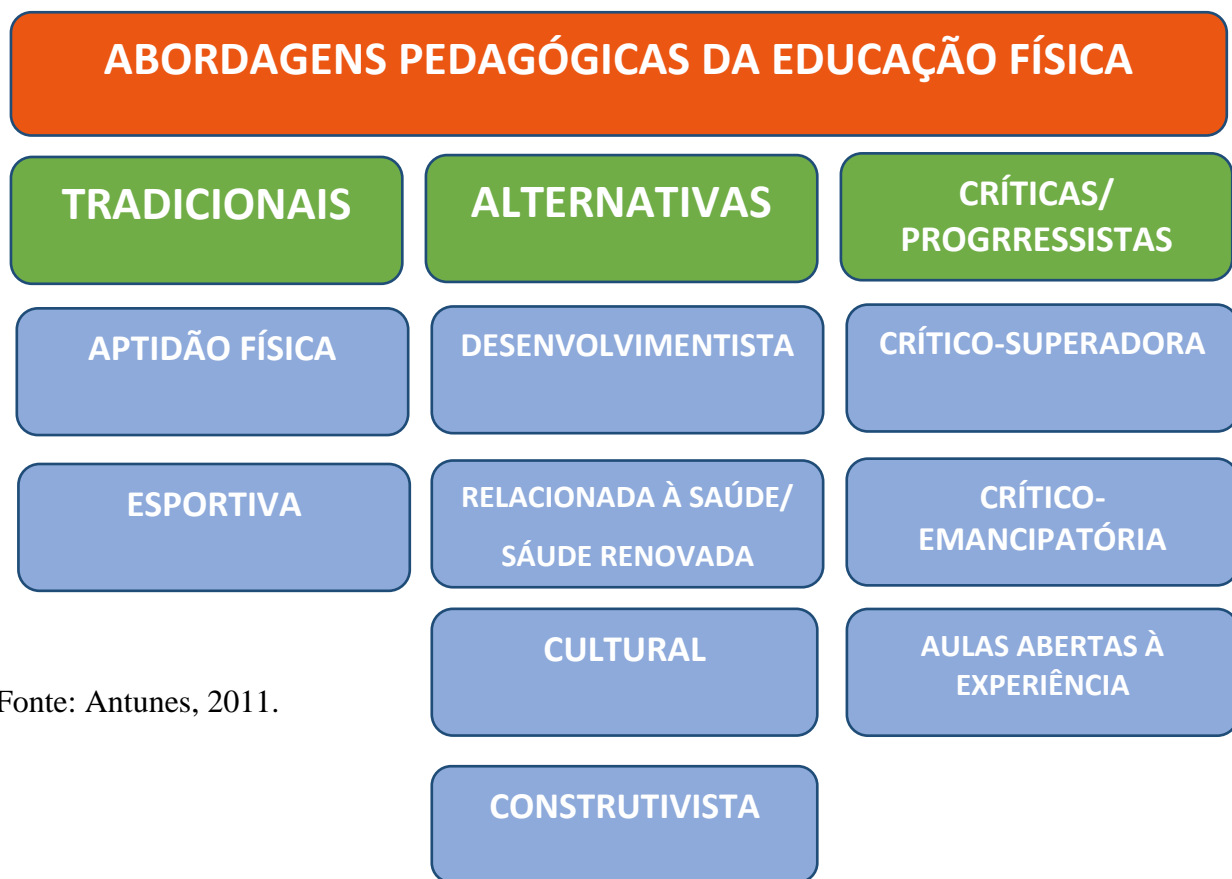 ABORDAGENS PEDAGÓGICAS DA EDUCAÇÃO FÍSICA
TRADICIONAIS
ALTERNATIVAS
CRÍTICAS/
PROGRRESSISTAS
APTIDÃO FÍSICA
DESENVOLVIMENTISTA
CRÍTICO-SUPERADORA
ESPORTIVA
RELACIONADA À SAÚDE/
SÁUDE RENOVADA
CRÍTICO-
EMANCIPATÓRIA
CULTURAL
AULAS ABERTAS À
EXPERIÊNCIA
Fonte: Antunes, 2011.
CONSTRUTIVISTA